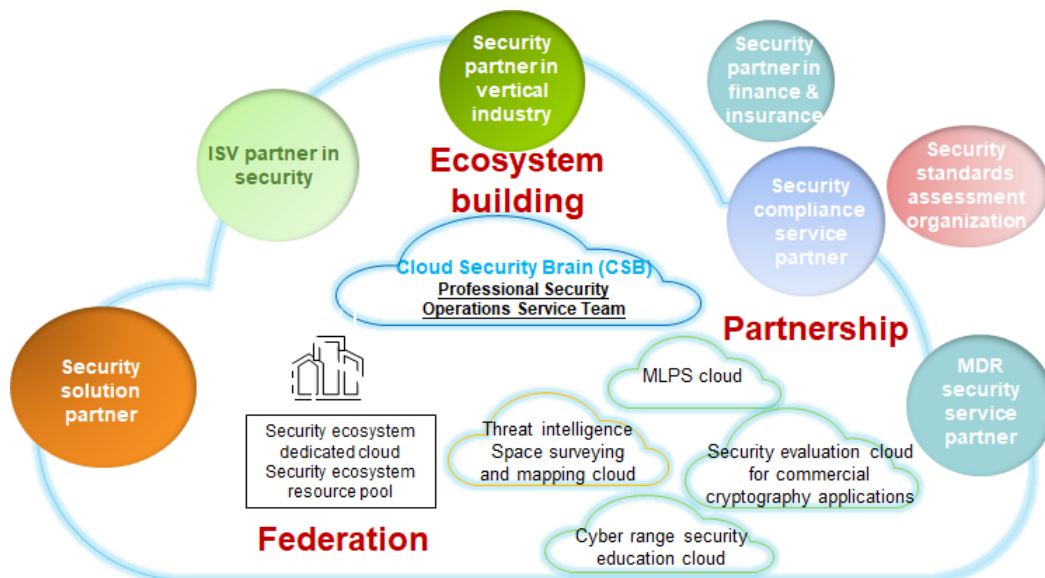 Security
partner in
vertical
industry
Security
partner in
finance &
insurance
ISV partner in
security
Security
standards
assessment
organization
Security
compliance
service
partner
Ecosystem
building
Cloud Security Brain (CSB)
Professional Security
Operations Service Team
Partnership
Security
solution
partner
MDR
security
service
partner
MLPS cloud
Security ecosystem
dedicated cloud
Security ecosystem
resource pool
Threat intelligence
Space surveying
and mapping cloud
Security evaluation cloud
for commercial
cryptography applications
Federation
Cyber range security
education cloud